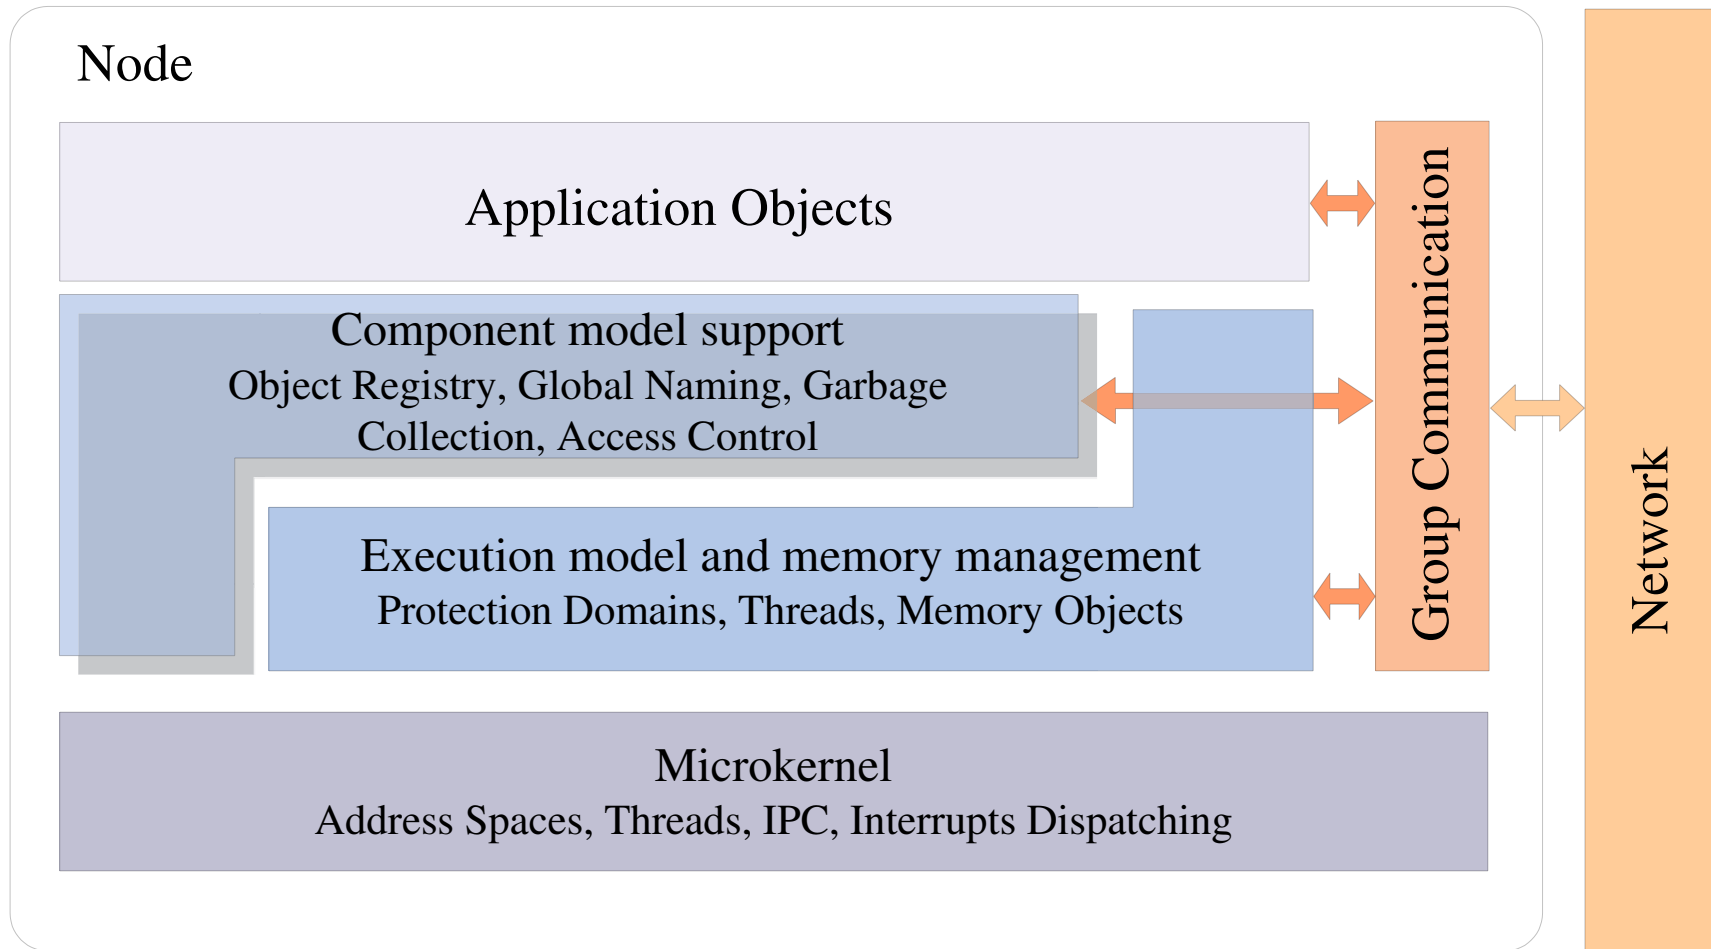 Node
Application Objects
Component model support
Object Registry, Global Naming, Garbage
Collection, Access Control
Execution model and memory management
Protection Domains, Threads, Memory Objects
Microkernel
Address Spaces, Threads, IPC, Interrupts Dispatching
Group Communication
Network